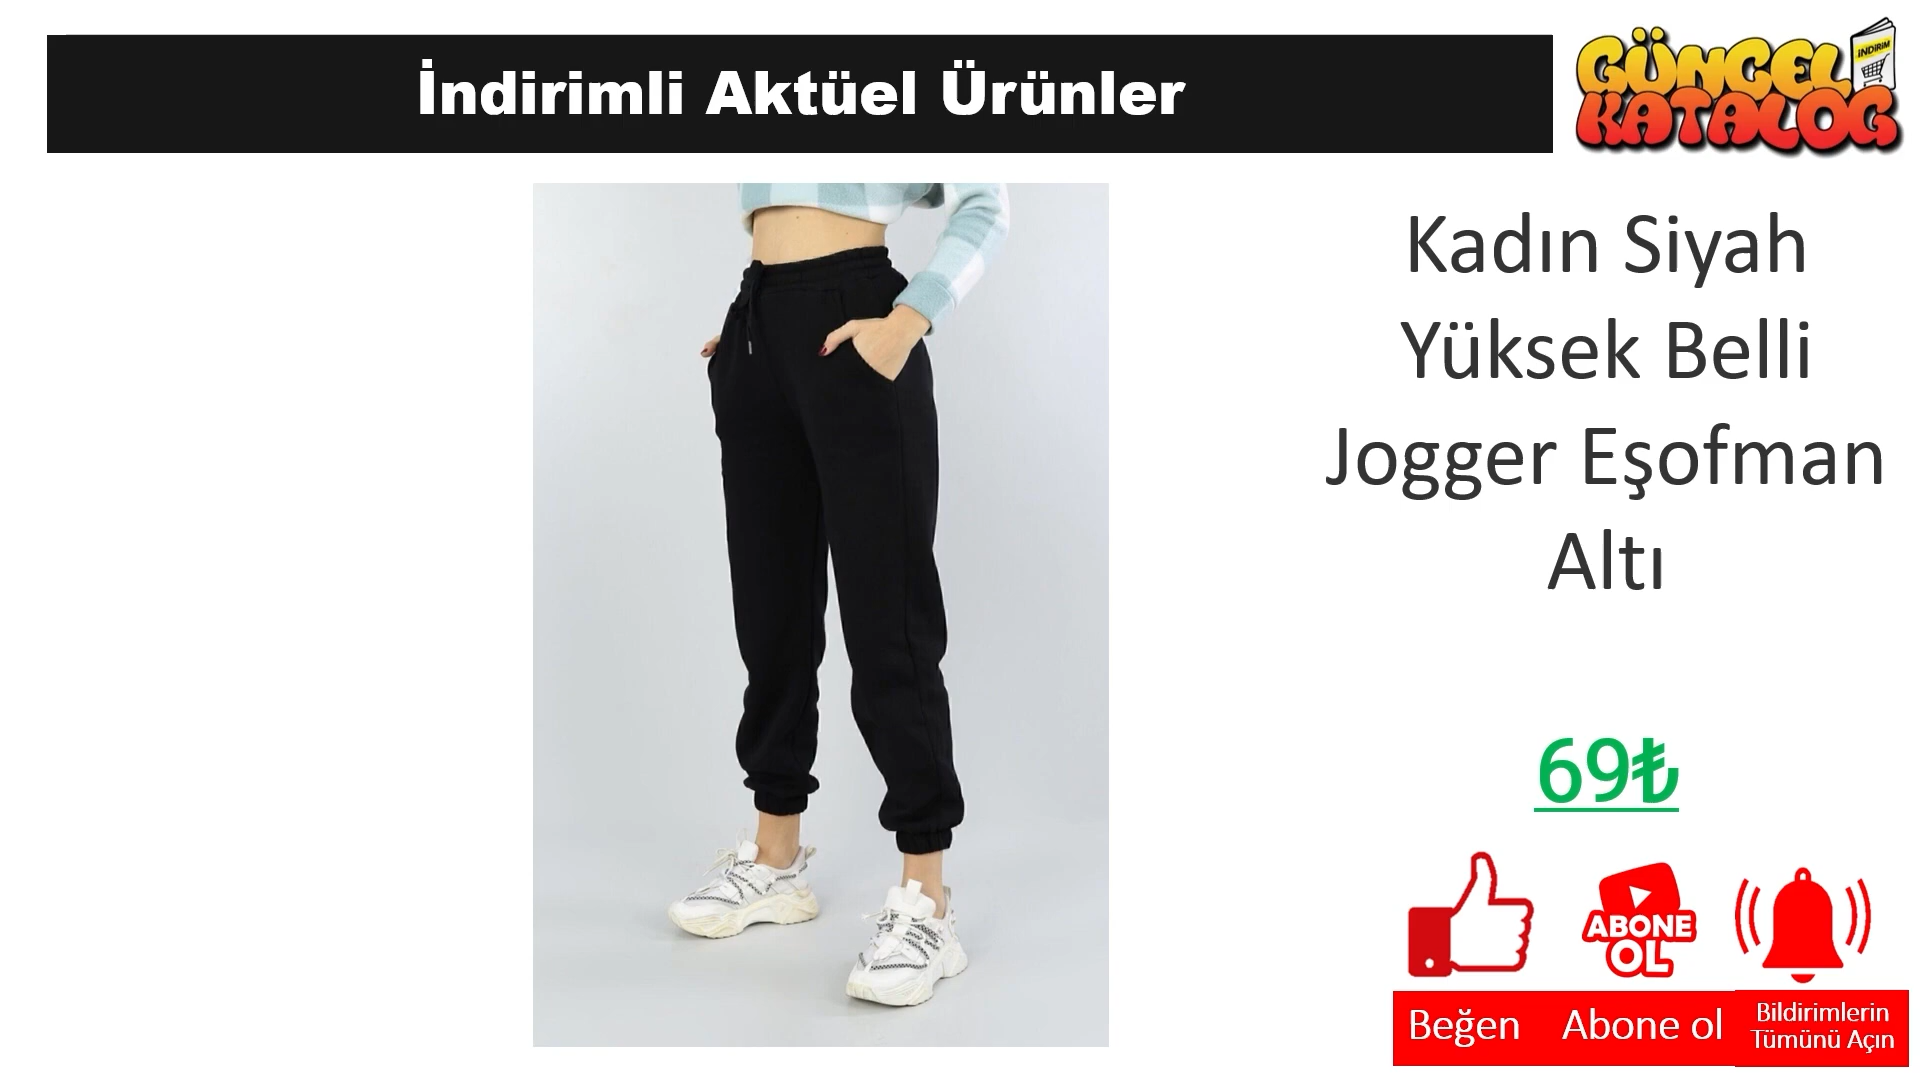 İndirimli Aktüel Ürünler
GÜNCEL
KATALOG
İNDİRİM
Kadın Siyah
Yüksek Belli
Jogger Eşofman
Altı
69₺
ABONE
OL
Beğen
Abone ol
Bildirimlerin
Tümünü Açın